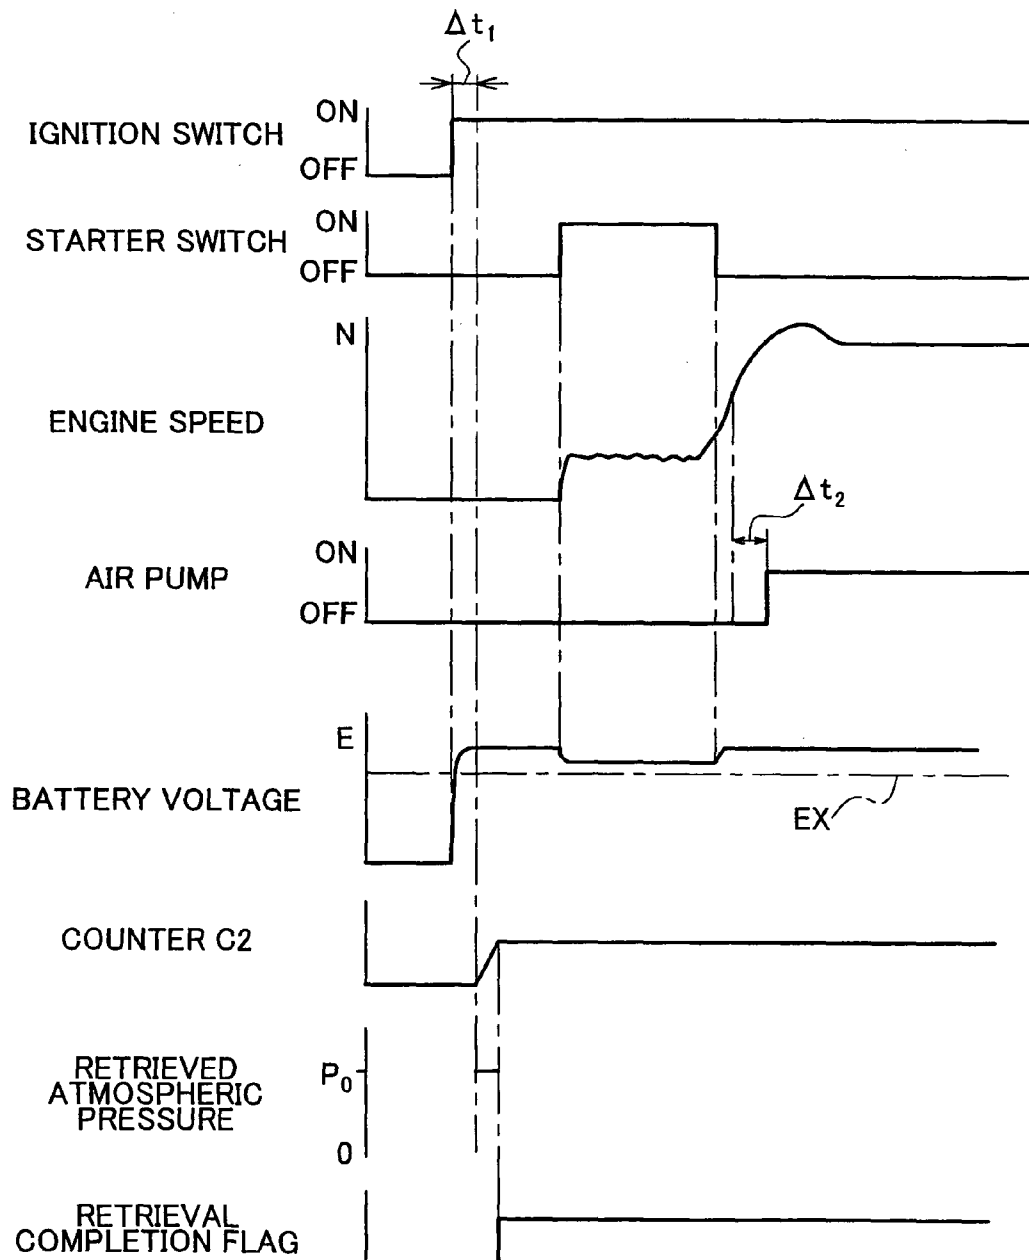 Δt1
ON
IGNITION SWITCH
OFF
ON
STARTER SWITCH
OFF
N
ENGINE SPEED
Δt2
ON
AIR PUMP
OFF
E
BATTERY VOLTAGE
EX
COUNTER C2
RETRIEVED
ATMOSPHERIC
PRESSURE
P0
0
RETRIEVAL
COMPLETION FLAG